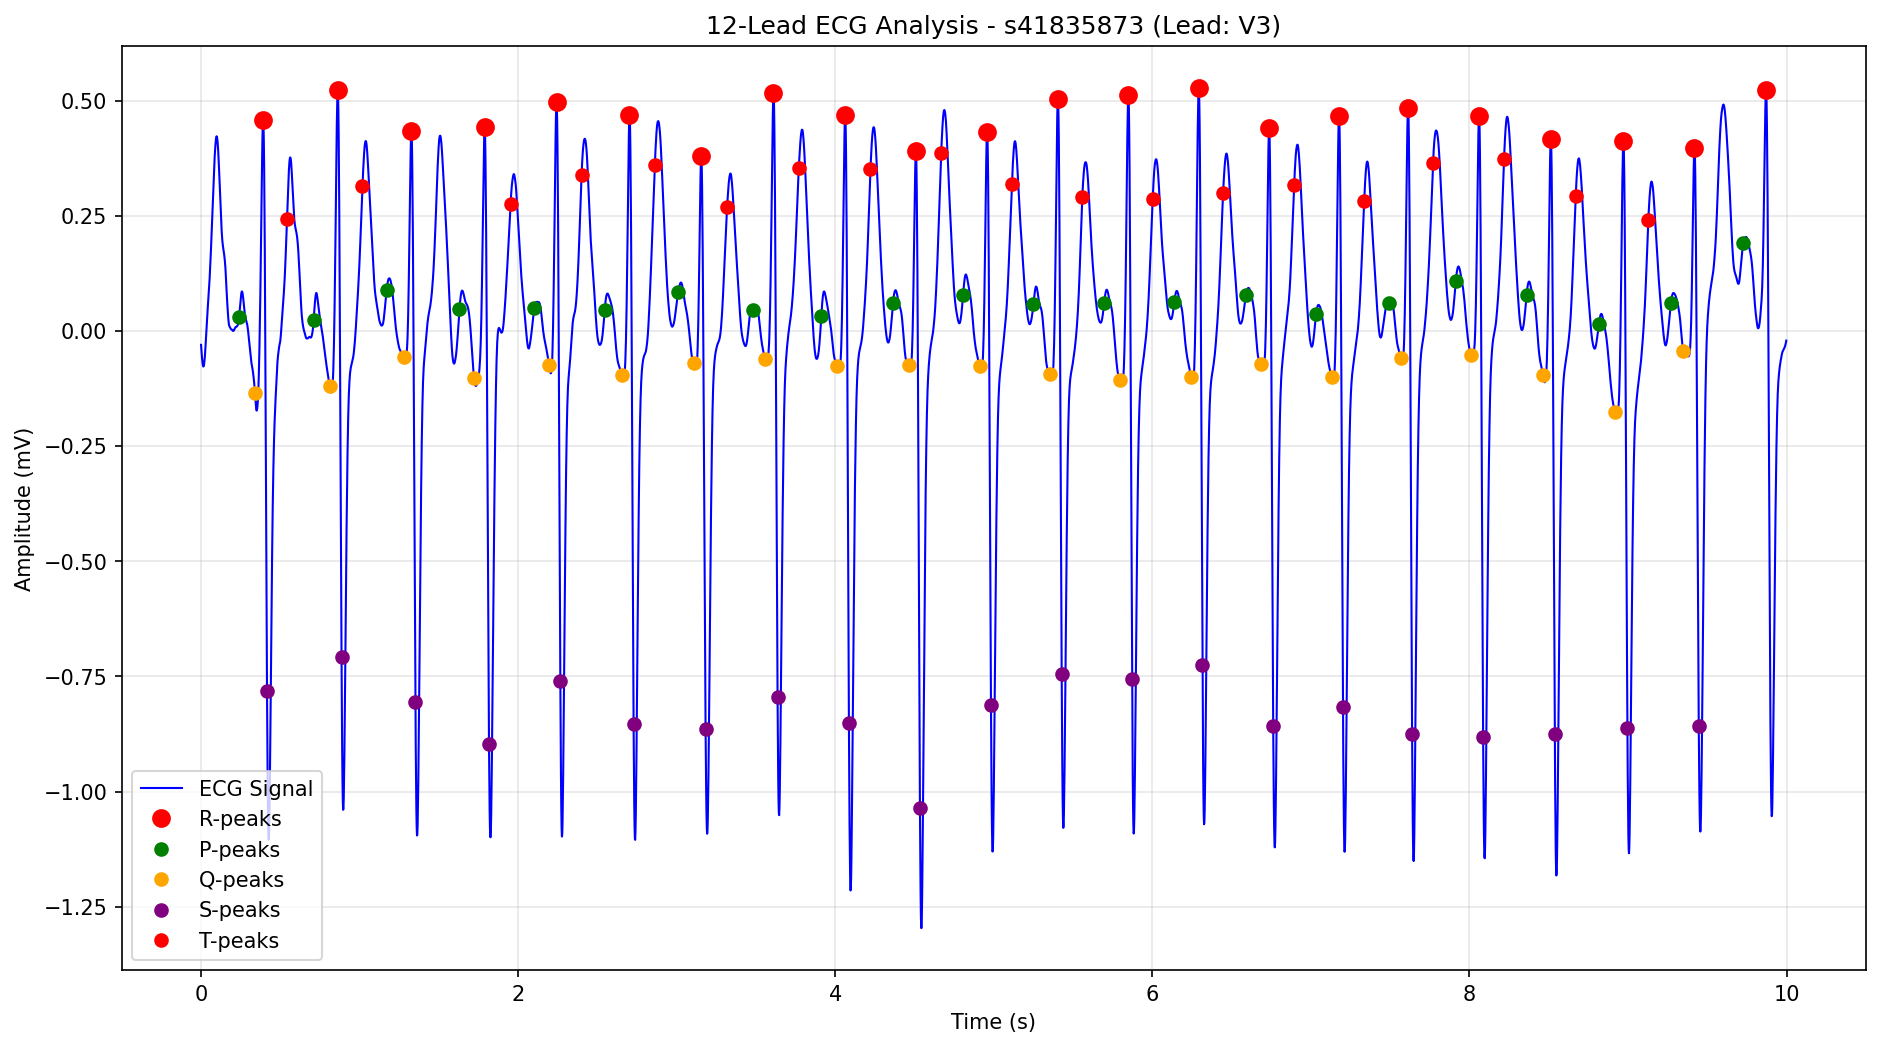 12-Lead ECG Analysis - s41835873 (Lead: V3)
Amplitude (mV)
0.50
0.25
0.00
−0.25
−0.50
−0.75
−1.00
−1.25
ECG Signal
R-peaks
P-peaks
Q-peaks
S-peaks
T-peaks
0 2 4 6 8 10
Time (s)